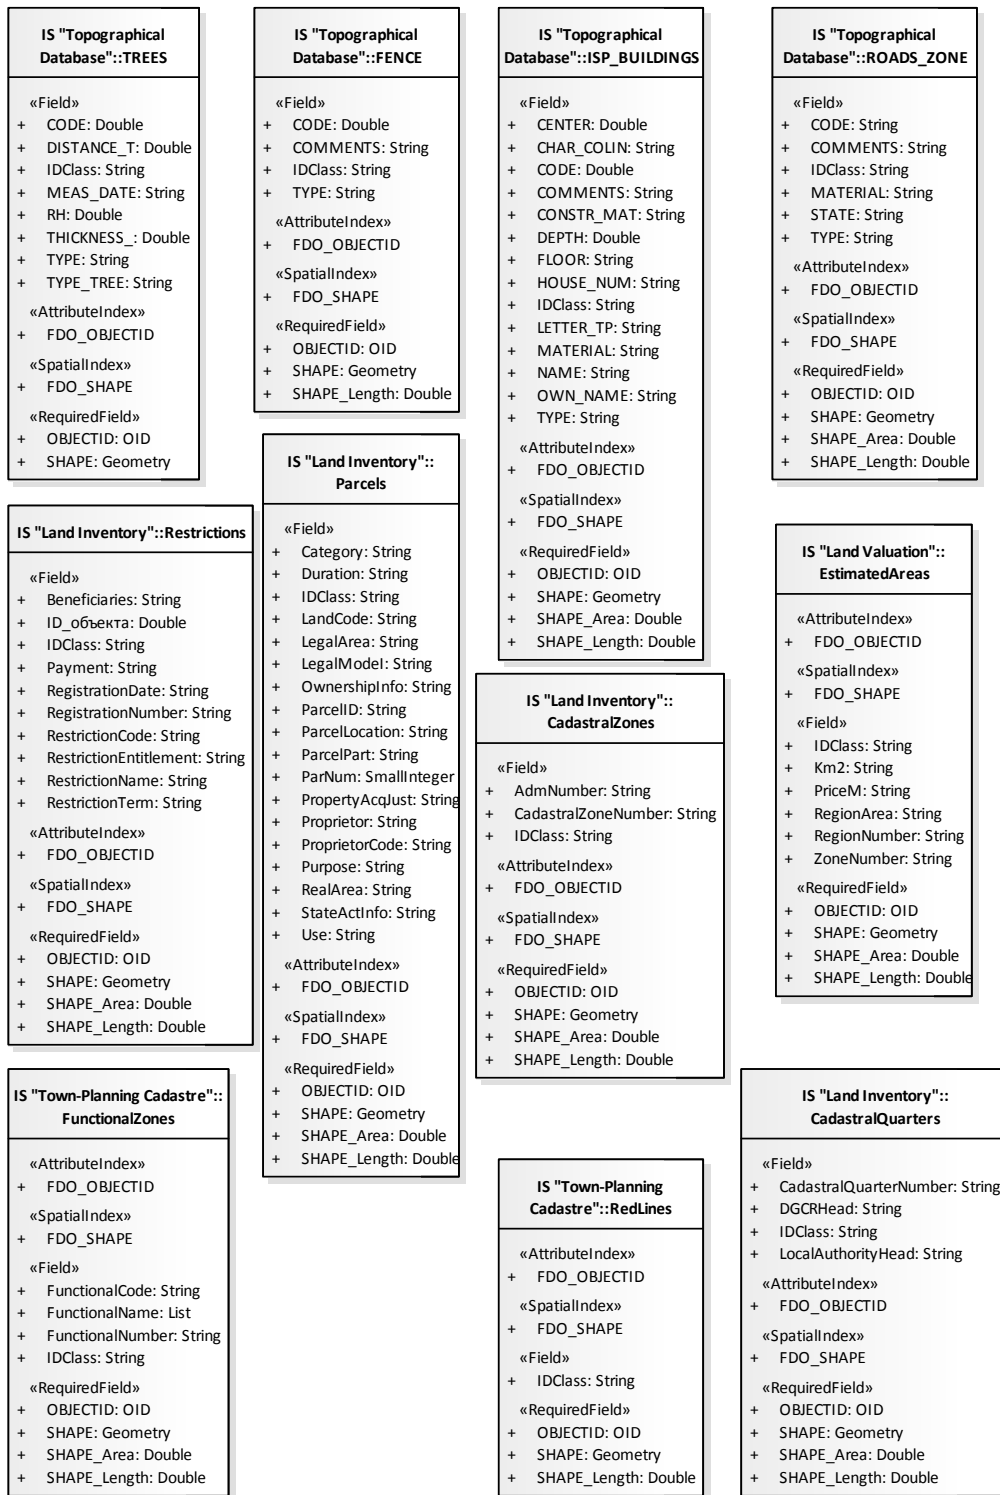 IS "Topographical
Database"::TREES
«Field»
+ CODE: Double
+ DISTANCE_T: Double
+ IDClass: String
+ MEAS_DATE: String
+ RH: Double
+ THICKNESS_: Double
+ TYPE: String
+ TYPE_TREE: String
«AttributeIndex»
+ FDO_OBJECTID
«SpatialIndex»
+ FDO_SHAPE
«RequiredField»
+ OBJECTID: OID
+ SHAPE: Geometry
IS "Topographical
Database"::FENCE
«Field»
+ CODE: Double
+ COMMENTS: String
+ IDClass: String
+ TYPE: String
«AttributeIndex»
+ FDO_OBJECTID
«SpatialIndex»
+ FDO_SHAPE
«RequiredField»
+ OBJECTID: OID
+ SHAPE: Geometry
+ SHAPE_Length: Double
IS "Topographical
Database"::ISP_BUILDINGS
«Field»
+ CENTER: Double
+ CHAR_COLIN: String
+ CODE: Double
+ COMMENTS: String
+ CONSTR_MAT: String
+ DEPTH: Double
+ FLOOR: String
+ HOUSE_NUM: String
+ IDClass: String
+ LETTER_TP: String
+ MATERIAL: String
+ NAME: String
+ OWN_NAME: String
+ TYPE: String
«AttributeIndex»
+ FDO_OBJECTID
«SpatialIndex»
+ FDO_SHAPE
«RequiredField»
+ OBJECTID: OID
+ SHAPE: Geometry
+ SHAPE_Area: Double
+ SHAPE_Length: Double
IS "Topographical
Database"::ROADS_ZONE
«Field»
+ CODE: String
+ COMMENTS: String
+ IDClass: String
+ MATERIAL: String
+ STATE: String
+ TYPE: String
«AttributeIndex»
+ FDO_OBJECTID
«SpatialIndex»
+ FDO_SHAPE
«RequiredField»
+ OBJECTID: OID
+ SHAPE: Geometry
+ SHAPE_Area: Double
+ SHAPE_Length: Double
IS "Land Inventory"::Restrictions
«Field»
+ Beneficiaries: String
+ ID_объекта: Double
+ IDClass: String
+ Payment: String
+ RegistrationDate: String
+ RegistrationNumber: String
+ RestrictionCode: String
+ RestrictionEntitlement: String
+ RestrictionName: String
+ RestrictionTerm: String
«AttributeIndex»
+ FDO_OBJECTID
«SpatialIndex»
+ FDO_SHAPE
«RequiredField»
+ OBJECTID: OID
+ SHAPE: Geometry
+ SHAPE_Area: Double
+ SHAPE_Length: Double
IS "Land Inventory"::
Parcels
«Field»
+ Category: String
+ Duration: String
+ IDClass: String
+ LandCode: String
+ LegalArea: String
+ LegalModel: String
+ OwnershipInfo: String
+ ParcelID: String
+ ParcelLocation: String
+ ParcelPart: String
+ ParNum: SmallInteger
+ PropertyAcqJust: String
+ Proprietor: String
+ ProprietorCode: String
+ Purpose: String
+ RealArea: String
+ StateActInfo: String
+ Use: String
«AttributeIndex»
+ FDO_OBJECTID
«SpatialIndex»
+ FDO_SHAPE
«RequiredField»
+ OBJECTID: OID
+ SHAPE: Geometry
+ SHAPE_Area: Double
+ SHAPE_Length: Double
IS "Land Inventory"::
CadastralZones
«Field»
+ AdmNumber: String
+ CadastralZoneNumber: String
+ IDClass: String
«AttributeIndex»
+ FDO_OBJECTID
«SpatialIndex»
+ FDO_SHAPE
«RequiredField»
+ OBJECTID: OID
+ SHAPE: Geometry
+ SHAPE_Area: Double
+ SHAPE_Length: Double
IS "Land Valuation"::
EstimatedAreas
«AttributeIndex»
+ FDO_OBJECTID
«SpatialIndex»
+ FDO_SHAPE
«Field»
+ IDClass: String
+ Km2: String
+ PriceM: String
+ RegionArea: String
+ RegionNumber: String
+ ZoneNumber: String
«RequiredField»
+ OBJECTID: OID
+ SHAPE: Geometry
+ SHAPE_Area: Double
+ SHAPE_Length: Double
IS "Town-Planning Cadastre"::
FunctionalZones
«AttributeIndex»
+ FDO_OBJECTID
«SpatialIndex»
+ FDO_SHAPE
«Field»
+ FunctionalCode: String
+ FunctionalName: List
+ FunctionalNumber: String
+ IDClass: String
«RequiredField»
+ OBJECTID: OID
+ SHAPE: Geometry
+ SHAPE_Area: Double
+ SHAPE_Length: Double
IS "Town-Planning
Cadastre"::RedLines
«AttributeIndex»
+ FDO_OBJECTID
«SpatialIndex»
+ FDO_SHAPE
«Field»
+ IDClass: String
«RequiredField»
+ OBJECTID: OID
+ SHAPE: Geometry
+ SHAPE_Length: Double
IS "Land Inventory"::
CadastralQuarters
«Field»
+ CadastralQuarterNumber: String
+ DGCRHead: String
+ IDClass: String
+ LocalAuthorityHead: String
«AttributeIndex»
+ FDO_OBJECTID
«SpatialIndex»
+ FDO_SHAPE
«RequiredField»
+ OBJECTID: OID
+ SHAPE: Geometry
+ SHAPE_Area: Double
+ SHAPE_Length: Double